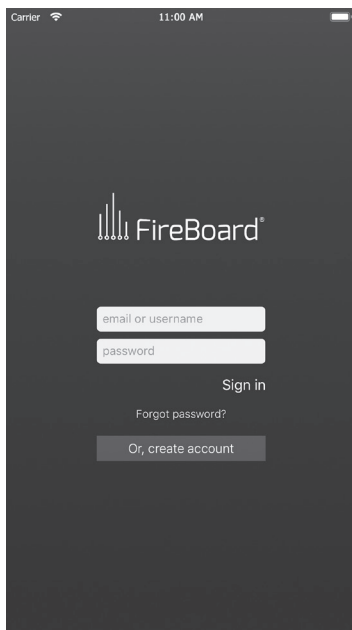 Carrier 11:00 AM
FireBoard®
email or username
password
Sign in
Forgot password?
Or, create account